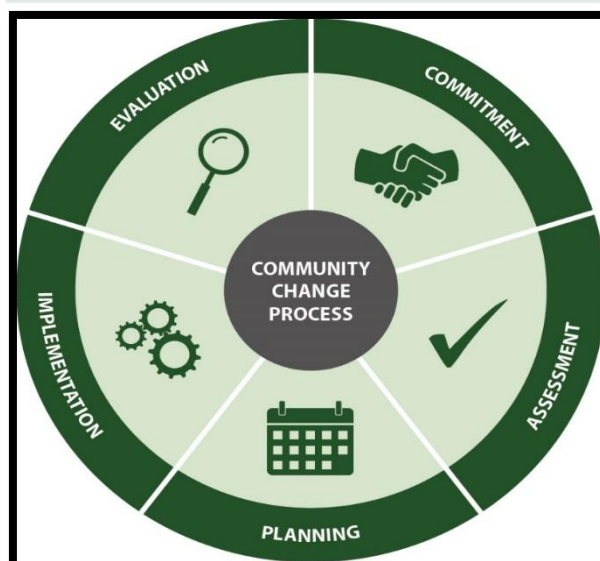 EVALUATION
COMMITMENT
COMMUNITY
CHANGE
PROCESS
IMPLEMENTATION
ASSESSMENT
PLANNING